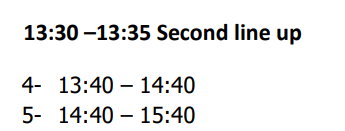 13:30 –13:35 Second line up
4- 13:40 – 14:40
5- 14:40 – 15:40